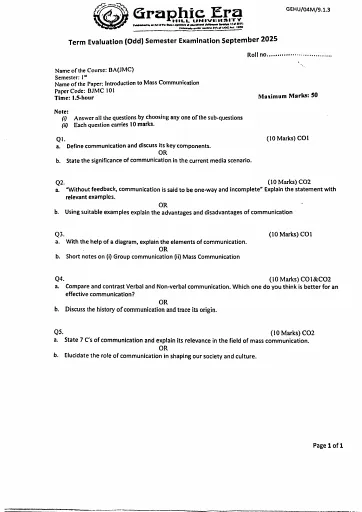 GEHU/04M/9.1.3
Graphic Era
HILL UNIVERSITY
Term Evaluation (Odd) Semester Examination September 2025
Roll no
Name of the Course: BA(JMC)
Semester: 1st
Name of the Paper: Introduction to Mass Communication
Paper Code: BJMC 101
Time: 1.5-hour Maximum Marks: 50
Note:
(i) Answer all the questions by choosing any one of the sub-questions
(ii) Each question carries 10 marks.
Q1. (10 Marks) CO1
a. Define communication and discuss its key components.
OR
b. State the significance of communication in the current media scenario.
Q2. (10 Marks) CO2
a. "Without feedback, communication is said to be one-way and incomplete" Explain the statement with
relevant examples.
OR
b. Using suitable examples explain the advantages and disadvantages of communication
Q3. (10 Marks) CO1
a. With the help of a diagram, explain the elements of communication.
OR
b. Short notes on (i) Group communication (ii) Mass Communication
Q4. (10 Marks) CO1&CO2
a. Compare and contrast Verbal and Non-verbal communication. Which one do you think is better for an
effective communication?
OR
b. Discuss the history of communication and trace its origin.
Q5. (10 Marks) CO2
a. State 7 C's of communication and explain its relevance in the field of mass communication.
OR
b. Elucidate the role of communication in shaping our society and culture.
Page 1 of 1